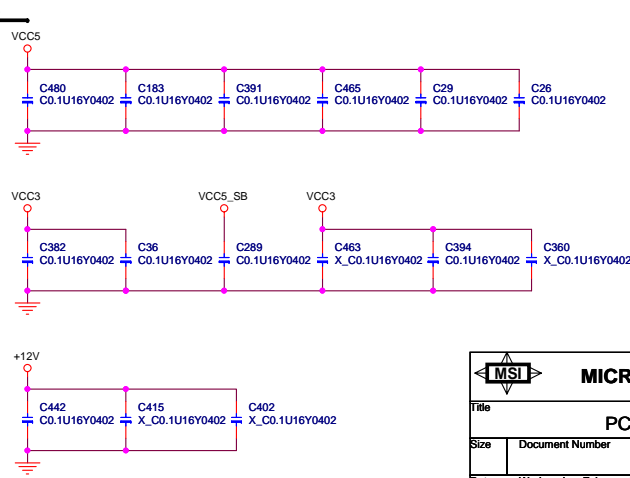 VCC5
C480 C183 C391 C465 C29 C26
C0.1U16Y0402 C0.1U16Y0402 C0.1U16Y0402 C0.1U16Y0402 C0.1U16Y0402 C0.1U16Y0402
VCC3 VCC5_SB VCC3
C382 C36 C289 C463 C394 C360
C0.1U16Y0402 C0.1U16Y0402 C0.1U16Y0402 X_C0.1U16Y0402 C0.1U16Y0402 X_C0.1U16Y0402
+12V
C442 C415 C402
C0.1U16Y0402 X_C0.1U16Y0402 X_C0.1U16Y0402
MSI MICR
Title
PC
Size Document Number